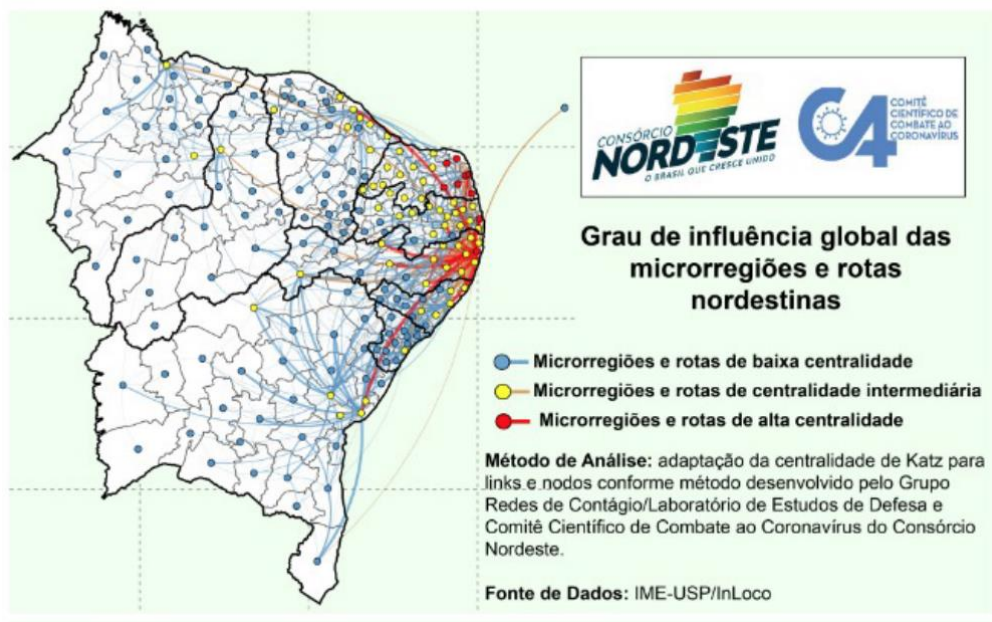 CONSÓRCIO
NORDESTE
O BRASIL QUE CRESCE UNIDO
C4
COMITÊ
CIENTÍFICO DE
COMBATE AO
CORONAVÍRUS
Grau de influência global das
microrregiões e rotas
nordestinas
Microrregiões e rotas de baixa centralidade
Microrregiões e rotas de centralidade intermediária
Microrregiões e rotas de alta centralidade
Método de Análise: adaptação da centralidade de Katz para
links e nodos conforme método desenvolvido pelo Grupo
Redes de Contágio/Laboratório de Estudos de Defesa e
Comitê Científico de Combate ao Coronavírus do Consórcio
Nordeste.
Fonte de Dados: IME-USP/InLoco